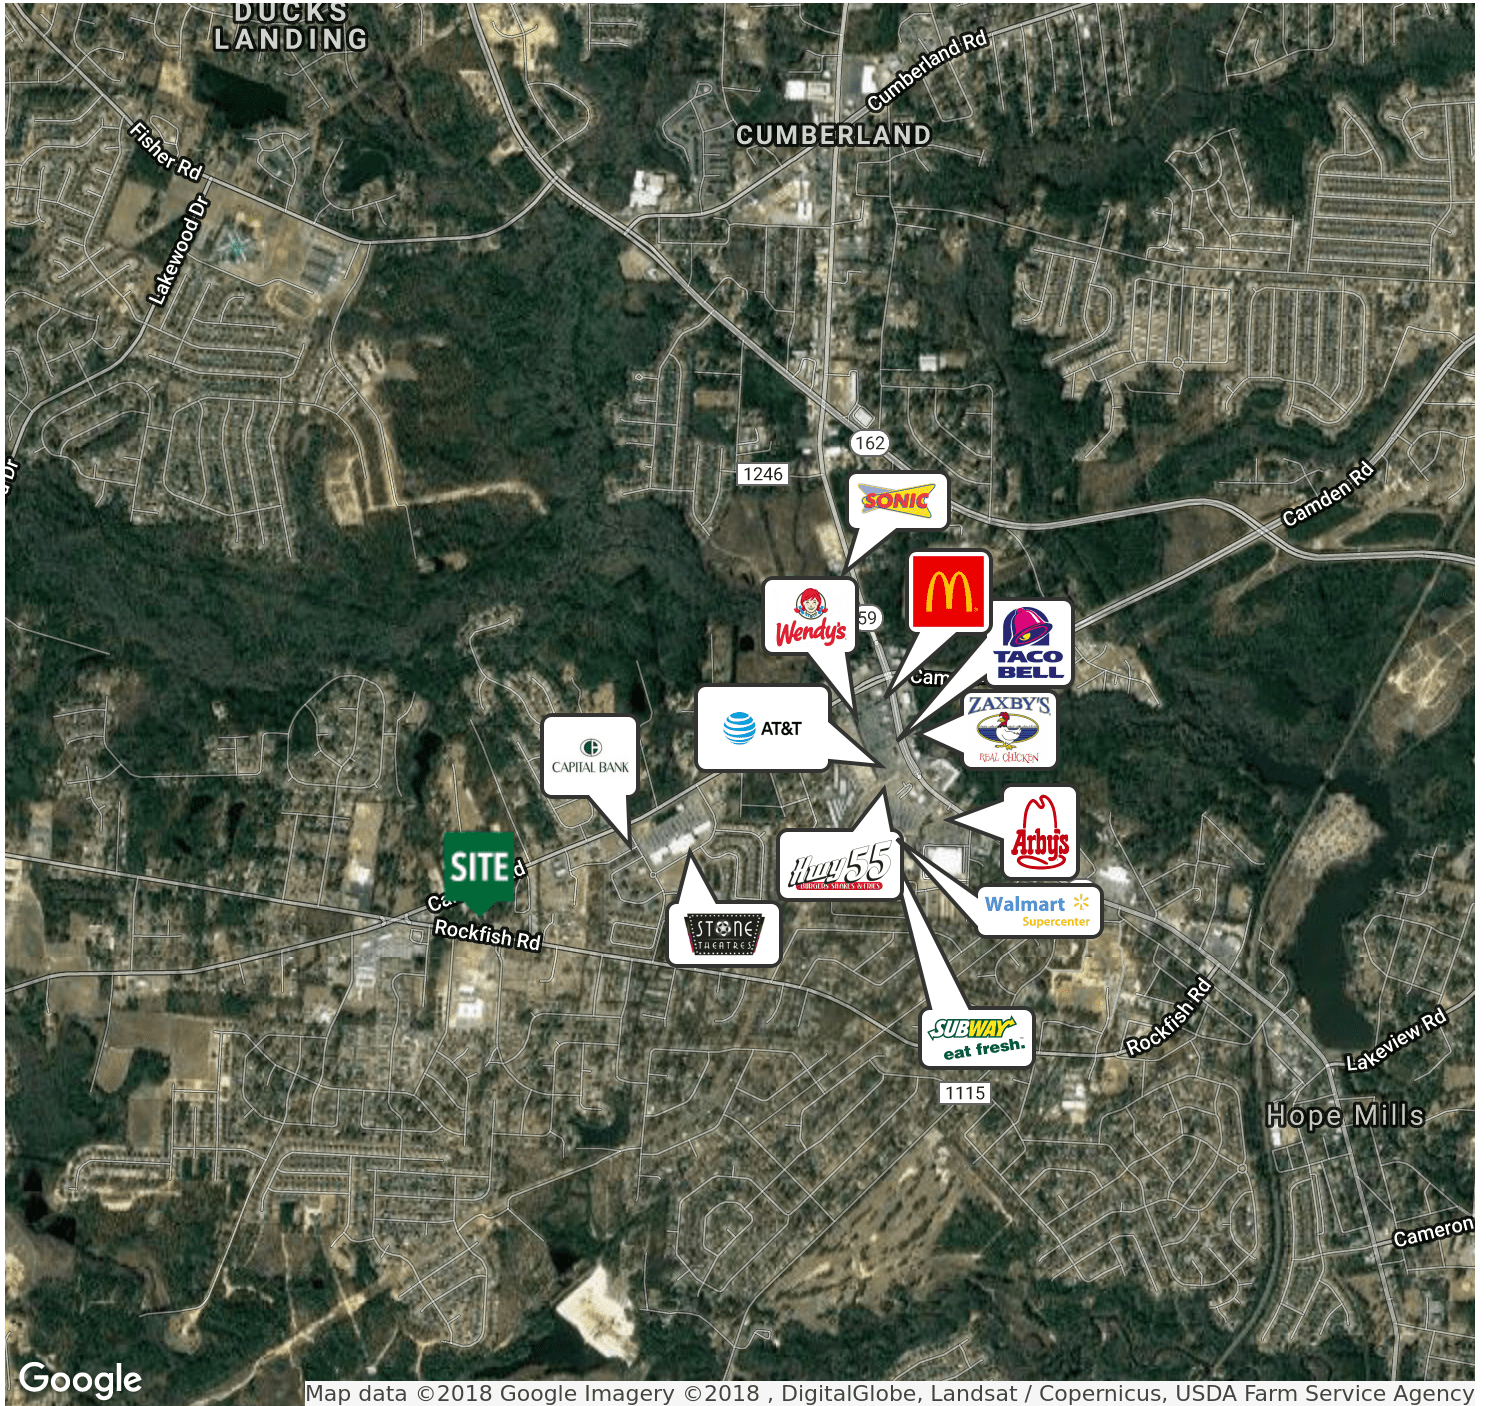 DUCKS
LANDING
Cumberland Rd
CUMBERLAND
Fisher Rd
Lakewood Dr
162
1246
Dr
SONIC
Camden Rd
59
Wendy's
TACO
BELL
Cam
ZAXBY'S
REAL CHICKEN
AT&T
CAPITAL BANK
Arby's
SITE
d
Ca
Hwy 55
BURGERS SHAKES & FRIES
Walmart
Supercenter
STONE
THEATRES
Rockfish Rd
Rockfish Rd
SUBWAY
eat fresh.
Lakeview Rd
1115
Hope Mills
Cameron
Google
Map data ©2018 Google Imagery ©2018 , DigitalGlobe, Landsat / Copernicus, USDA Farm Service Agency